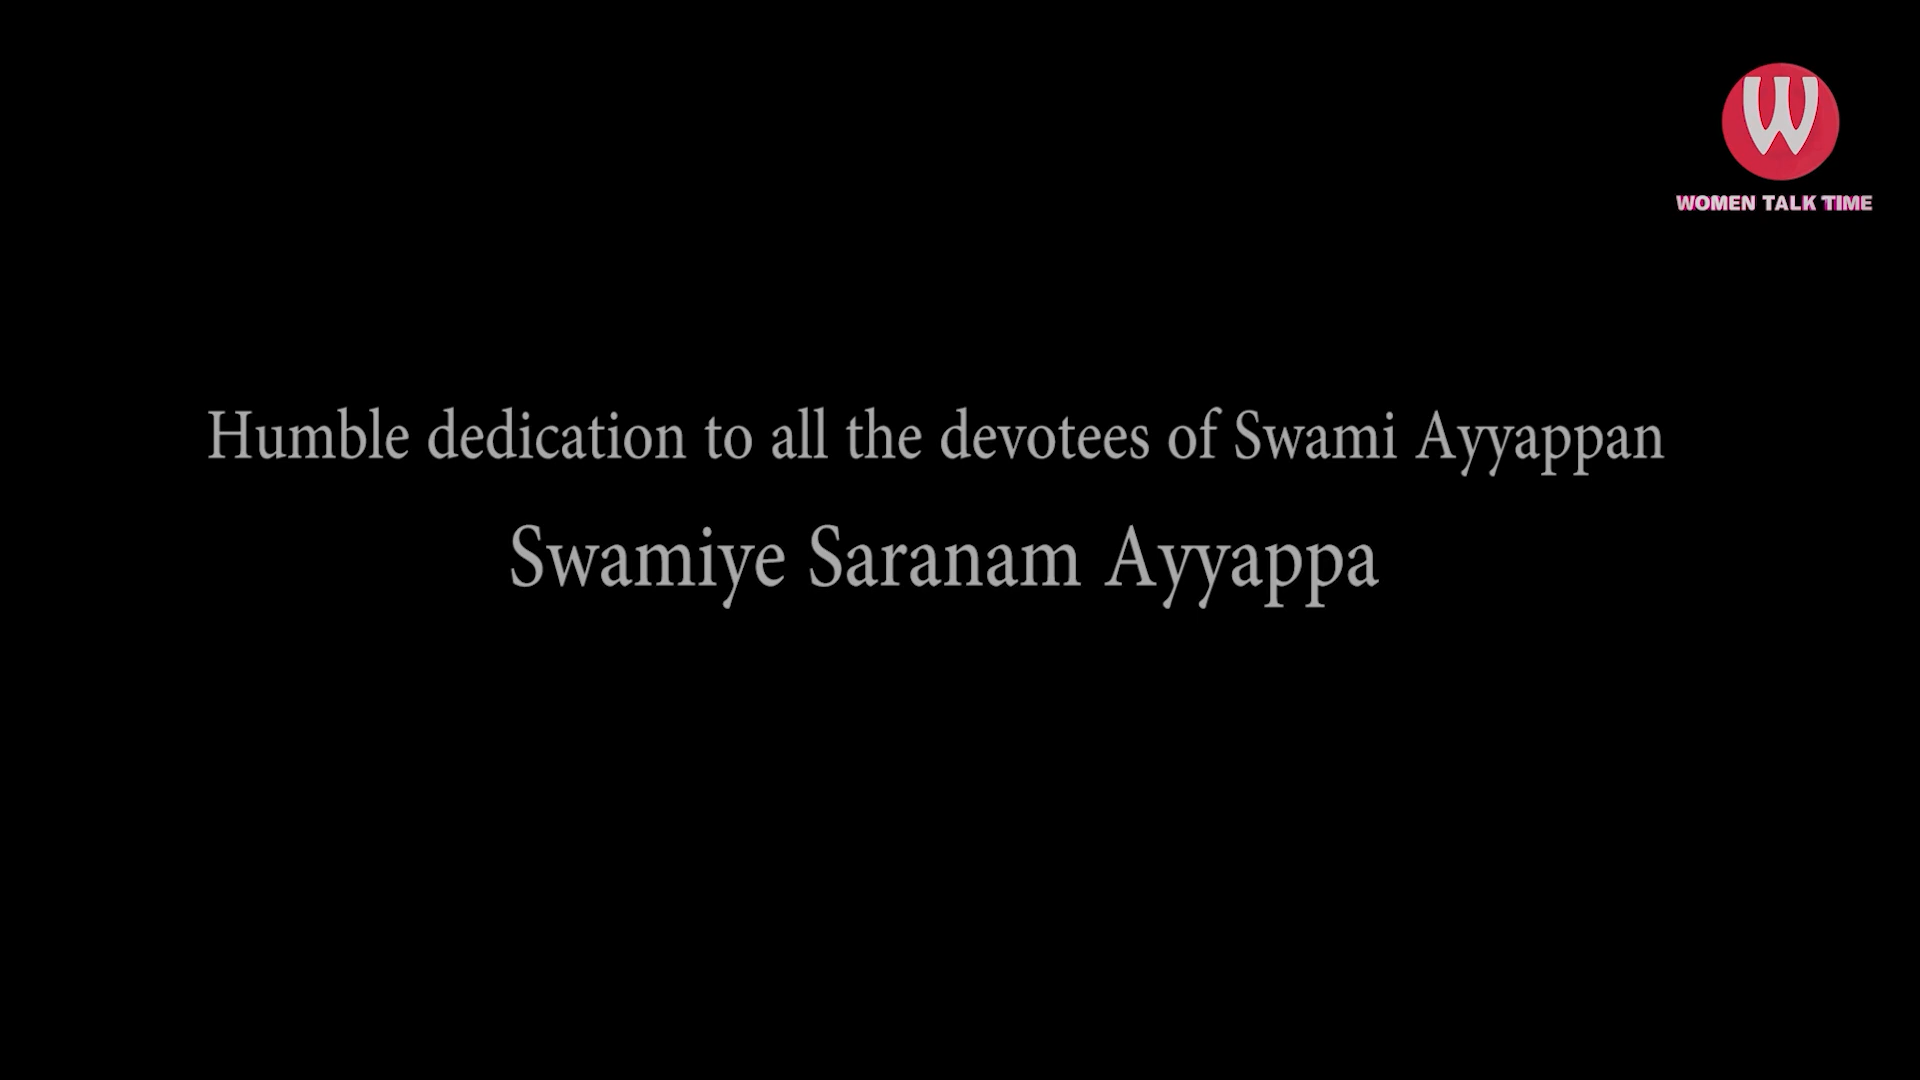 W
WOMEN TALK TIME
Humble dedication to all the devotees of Swami Ayyappan
Swamiye Saranam Ayyappa